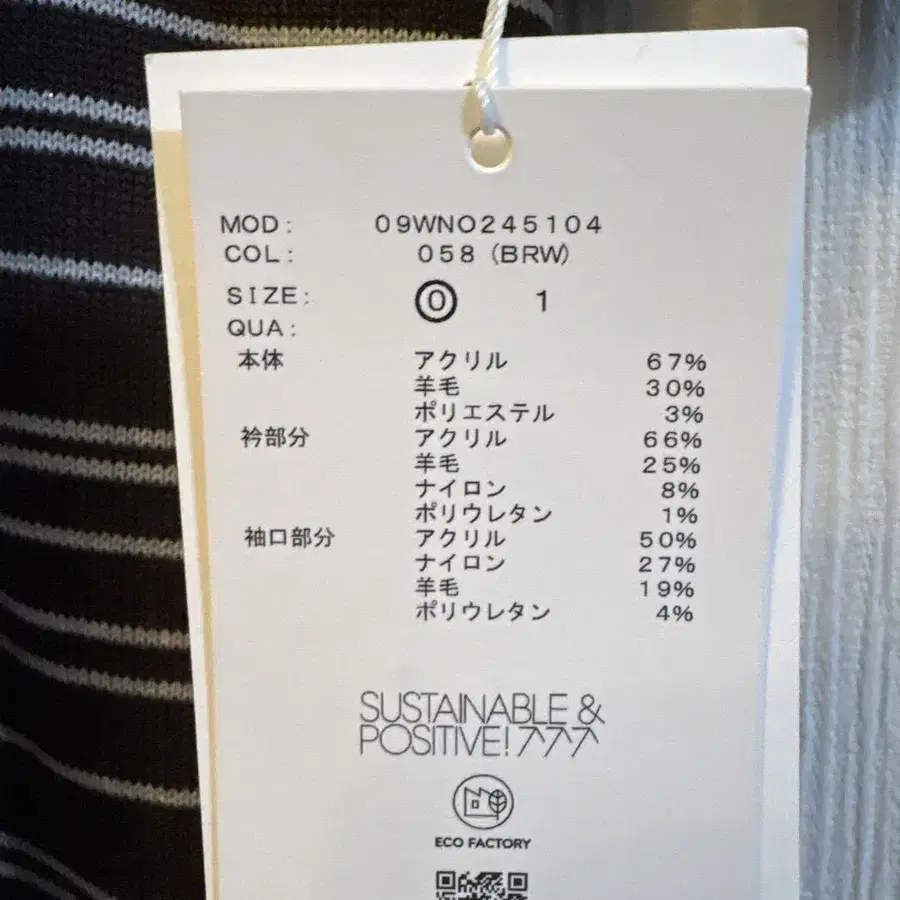 MOD: 09WNO245104
COL: 058 (BRW)
SIZE: 0 1
QUA:
本体 アクリル 67%
羊毛 30%
ポリエステル 3%
衿部分 アクリル 66%
羊毛 25%
ナイロン 8%
ポリウレタン 1%
袖口部分 アクリル 50%
ナイロン 27%
羊毛 19%
ポリウレタン 4%
SUSTAINABLE &
POSITIVE! 777
ECO FACTORY